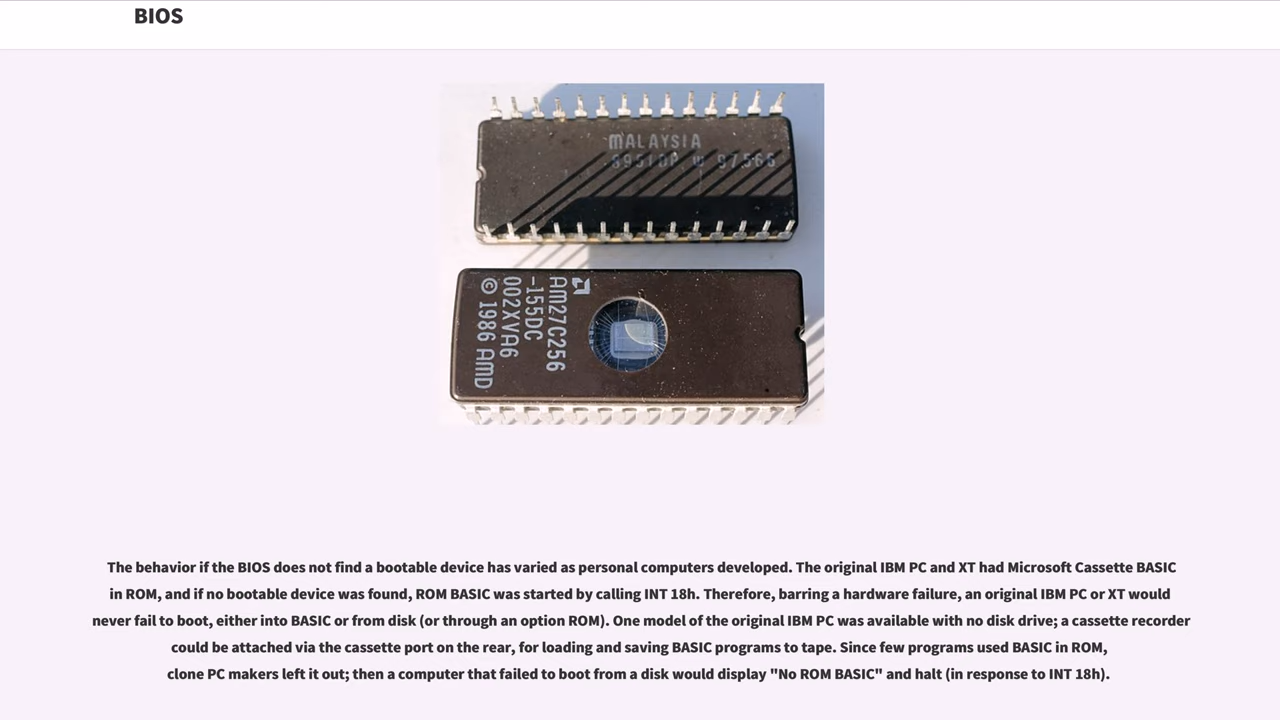 BIOS
MALAYSIA
AM27C256
-155DC
002XVA6
© 1986 AMD
The behavior if the BIOS does not find a bootable device has varied as personal computers developed. The original IBM PC and XT had Microsoft Cassette BASIC
in ROM, and if no bootable device was found, ROM BASIC was started by calling INT 18h. Therefore, barring a hardware failure, an original IBM PC or XT would
never fail to boot, either into BASIC or from disk (or through an option ROM). One model of the original IBM PC was available with no disk drive; a cassette recorder
could be attached via the cassette port on the rear, for loading and saving BASIC programs to tape. Since few programs used BASIC in ROM,
clone PC makers left it out; then a computer that failed to boot from a disk would display "No ROM BASIC" and halt (in response to INT 18h).